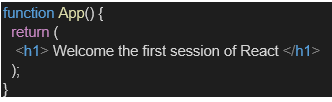 function App() {
return (
<h1> Welcome the first session of React </h1>
);
}